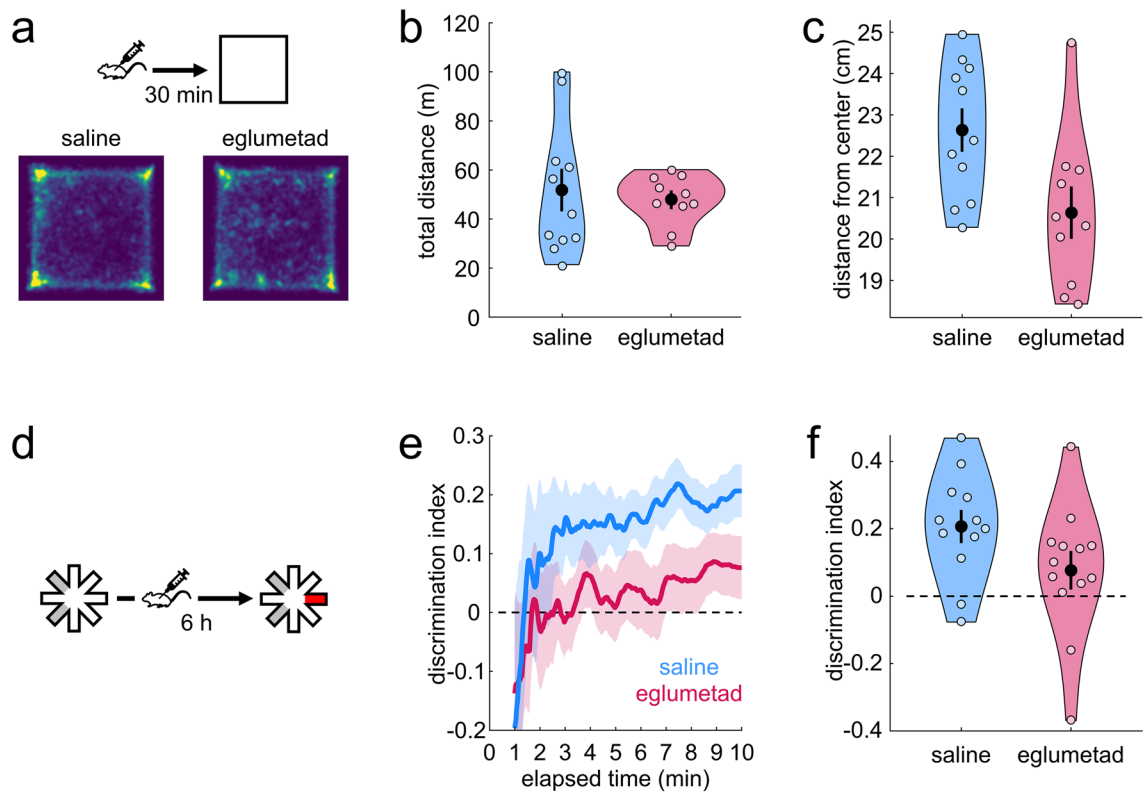 a
30 min
saline
eglumetad
b
total distance (m)
120
100
80
60
40
20
0
saline
eglumetad
c
distance from center (cm)
25
24
23
22
21
20
19
saline
eglumetad
d
6 h
e
discrimination index
0.3
0.2
0.1
0
-0.1
-0.2
saline
eglumetad
0 1 2 3 4 5 6 7 8 9 10
elapsed time (min)
f
discrimination index
0.4
0.2
0
-0.2
-0.4
saline
eglumetad